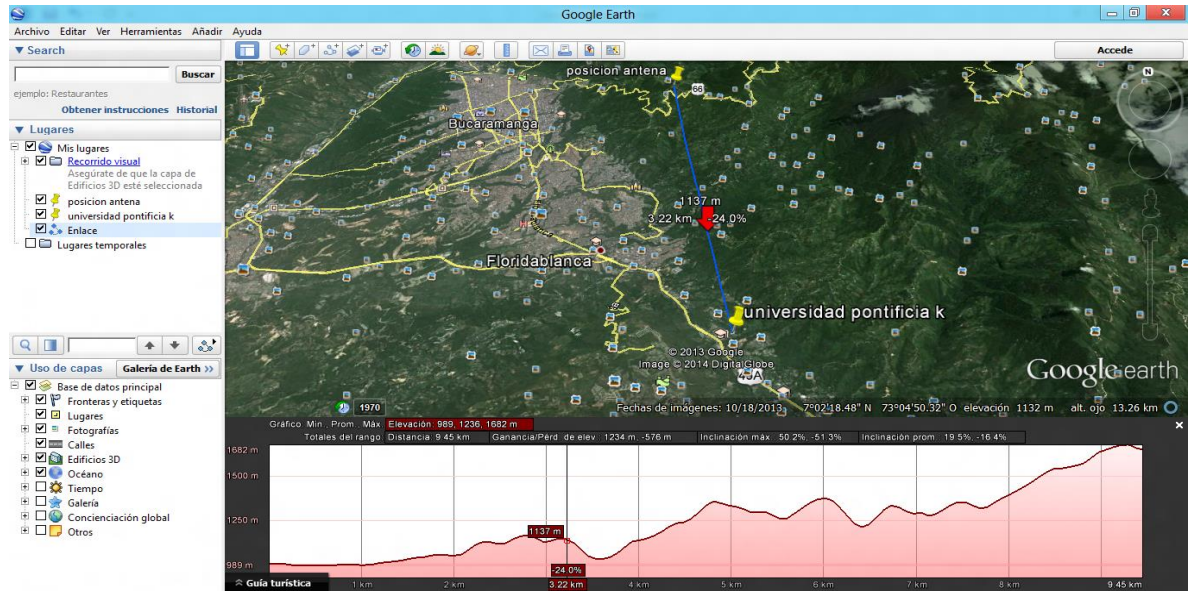 Google Earth
Archivo Editar Ver Herramientas Añadir Ayuda
Search
Buscar
ejemplo: Restaurantes
Obtener instrucciones Historial
Lugares
Mis lugares
Recorrido visual
Asegúrate de que la capa de
Edificios 3D esté seleccionada
posicion antena
universidad pontificia k
Enlace
Lugares temporales
Uso de capas
Galería de Earth »
Base de datos principal
Fronteras y etiquetas
Lugares
Fotografías
Calles
Edificios 3D
Océano
Tiempo
Galería
Concienciación global
Otros
Accede
posicion antena
N
66
Bucaramanga
1137 m
3.22 km -24.0%
Floridablanca
universidad pontificia k
© 2013 Google
Image © 2014 DigitalGlobe
45A
Google earth
1970
Fechas de imágenes: 10/18/2013 7°02'18.48" N 73°04'50.32" O elevación 1132 m alt. ojo 13.26 km
Gráfico Mín., Prom., Máx. Elevación: 989, 1236, 1682 m
Totales del rango: Distancia: 9.45 km Ganancia/Pérd. de elev.: 1234 m, -576 m Inclinación máx.: 50.2%, -51.3% Inclinación prom.: 19.5%, -16.4%
1682 m
1500 m
1250 m
1137 m
989 m
-24.0%
Guía turística
1 km 2 km 3.22 km 4 km 5 km 6 km 7 km 8 km 9.45 km